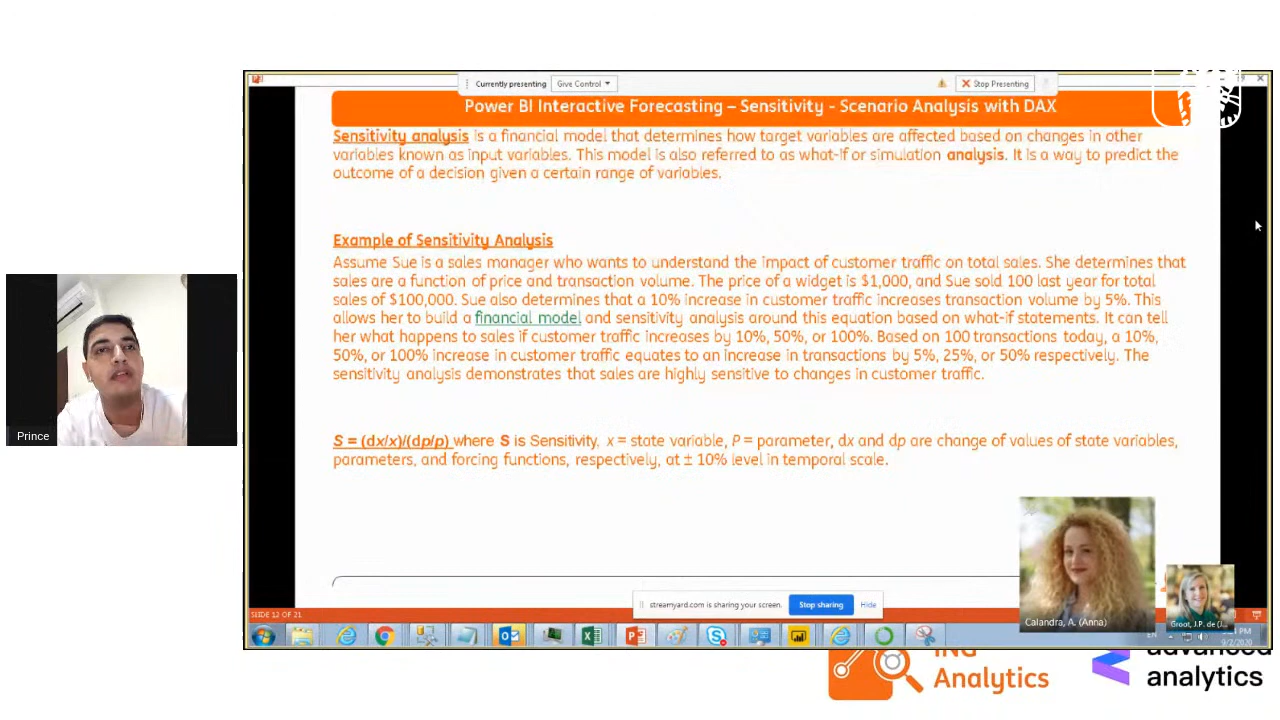 Currently presenting
Give Control
Stop Presenting
Power BI Interactive Forecasting – Sensitivity - Scenario Analysis with DAX
Sensitivity analysis is a financial model that determines how target variables are affected based on changes in other
variables known as input variables. This model is also referred to as what-if or simulation analysis. It is a way to predict the
outcome of a decision given a certain range of variables.
Example of Sensitivity Analysis
Assume Sue is a sales manager who wants to understand the impact of customer traffic on total sales. She determines that
sales are a function of price and transaction volume. The price of a widget is $1,000, and Sue sold 100 last year for total
sales of $100,000. Sue also determines that a 10% increase in customer traffic increases transaction volume by 5%. This
allows her to build a financial model and sensitivity analysis around this equation based on what-if statements. It can tell
her what happens to sales if customer traffic increases by 10%, 50%, or 100%. Based on 100 transactions today, a 10%,
50%, or 100% increase in customer traffic equates to an increase in transactions by 5%, 25%, or 50% respectively. The
sensitivity analysis demonstrates that sales are highly sensitive to changes in customer traffic.
S = (dx/x)/(dp/p) where S is Sensitivity, x = state variable, P = parameter, dx and dp are change of values of state variables,
parameters, and forcing functions, respectively, at ± 10% level in temporal scale.
Prince
streamyard.com is sharing your screen.
Stop sharing
Hide
SLIDE 12 OF 21
Calandra, A. (Anna)
Groot, J.P. de (J...
EN
PM
9/2/2020
ING
Analytics
advanced
analytics